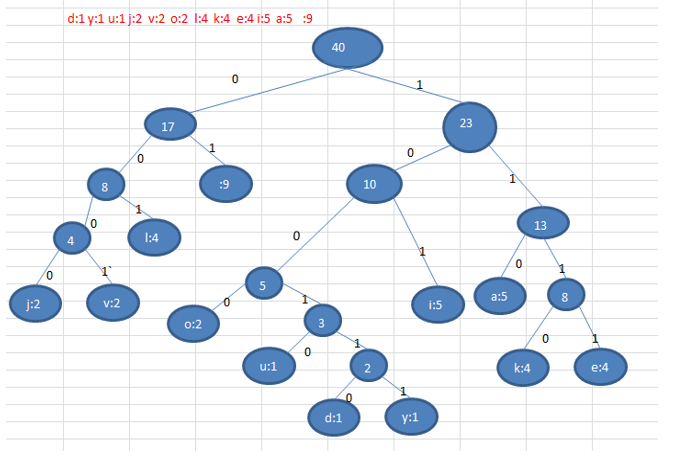 d:1 y:1 u:1 j:2 v:2 o:2 l:4 k:4 e:4 i:5 a:5 :9
40
0 1
17 23
0 1 0 1
8 :9 10
0 1 13
4 l:4 0 1 0 1
0 1` 5 i:5 a:5 8
j:2 v:2 0 1 0 1
o:2 3 k:4 e:4
0 1
u:1 2
0 1
d:1 y:1